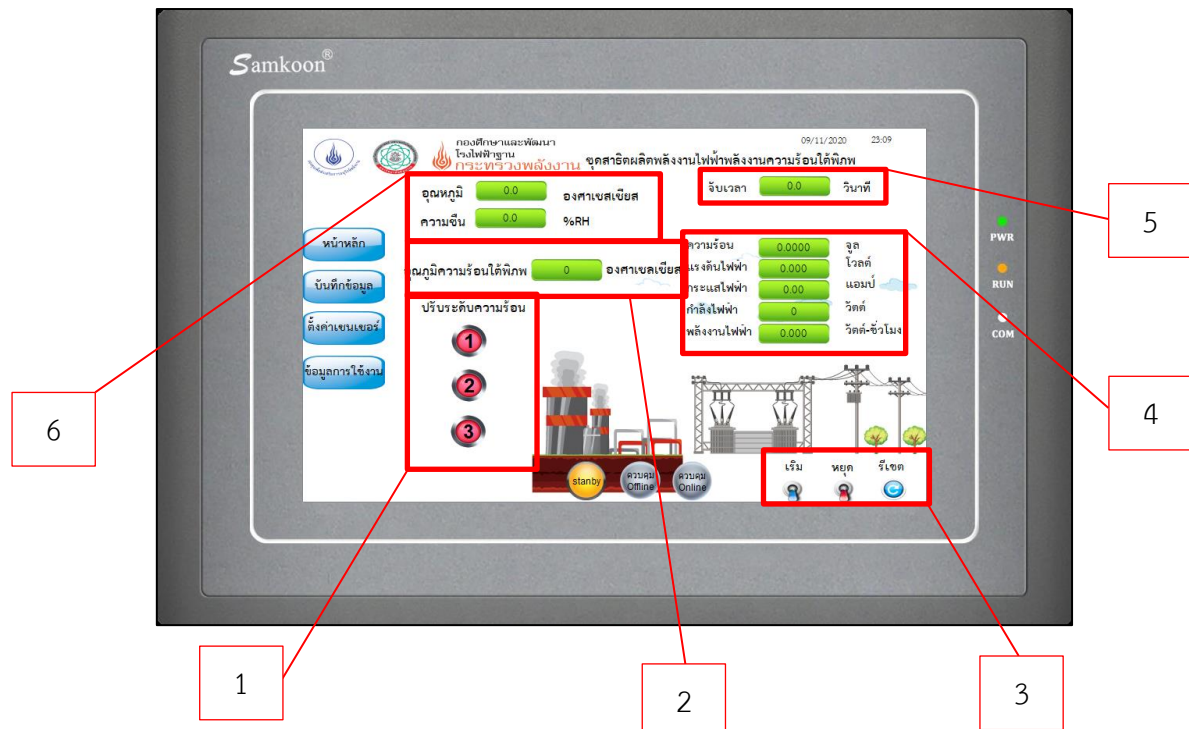 Samkoon®
09/11/2020 23:09
กองศึกษาและพัฒนา
โรงไฟฟ้าฐาน
กระทรวงพลังงาน
ชุดสาธิตผลิตพลังงานไฟฟ้าพลังงานความร้อนใต้พิภพ
อุณหภูมิ 0.0 องศาเซสเซียส
ความชืน 0.0 %RH
จับเวลา 0.0 วินาที
5
PWR
RUN
COM
หน้าหลัก
บันทึกข้อมูล
ตั้งค่าเซนเซอร์
ข้อมูลการใช้งาน
อุณภูมิความร้อนใต้พิภพ 0 องศาเซลเซียส
ความร้อน 0.0000 จูล
แรงดันไฟฟ้า 0.000 โวลต์
กระแสไฟฟ้า 0.00 แอมป์
กำลังไฟฟ้า 0 วัตต์
พลังงานไฟฟ้า 0.000 วัตต์-ชั่วโมง
ปรับระดับความร้อน
1
2
3
6
4
stanby
ควบคุม Offline
ควบคุม Online
เริ่ม หยุด รีเซต
1
2
3